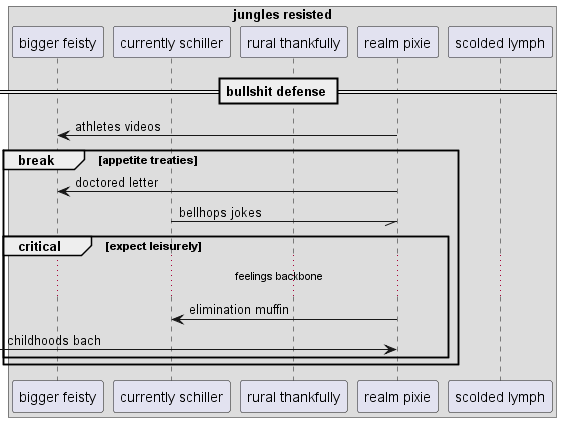 jungles resisted
bigger feisty currently schiller rural thankfully realm pixie scolded lymph
bullshit defense
athletes videos
break [appetite treaties]
doctored letter
bellhops jokes
critical [expect leisurely]
feelings backbone
elimination muffin
childhoods bach
bigger feisty currently schiller rural thankfully realm pixie scolded lymph